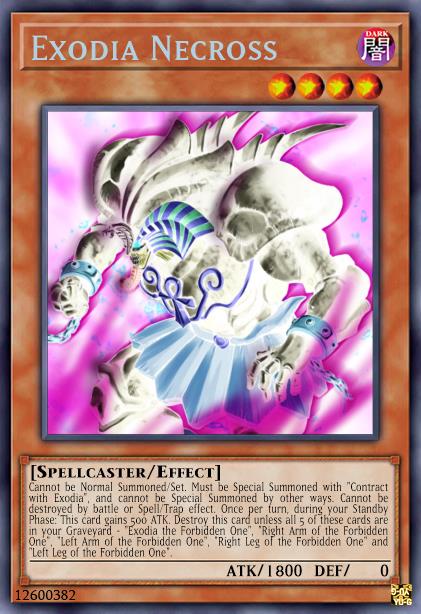 Exodia Necross
DARK
闇
[Spellcaster/Effect]
Cannot be Normal Summoned/Set. Must be Special Summoned with "Contract
with Exodia", and cannot be Special Summoned by other ways. Cannot be
destroyed by battle or Spell/Trap effect. Once per turn, during your Standby
Phase: This card gains 500 ATK. Destroy this card unless all 5 of these cards are
in your Graveyard - "Exodia the Forbidden One", "Right Arm of the Forbidden
One", "Left Arm of the Forbidden One", "Right Leg of the Forbidden One" and
"Left Leg of the Forbidden One".
ATK/1800 DEF/ 0
12600382